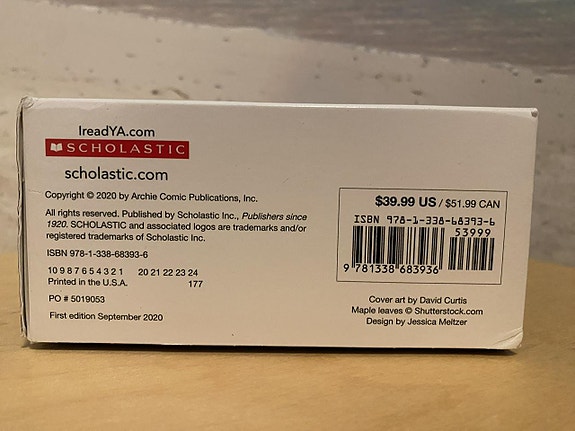 IreadYA.com
SCHOLASTIC
scholastic.com
Copyright © 2020 by Archie Comic Publications, Inc.
All rights reserved. Published by Scholastic Inc., Publishers since
1920. SCHOLASTIC and associated logos are trademarks and/or
registered trademarks of Scholastic Inc.
ISBN 978-1-338-68393-6
10 9 8 7 6 5 4 3 2 1 20 21 22 23 24
Printed in the U.S.A. 177
PO # 5019053
First edition September 2020
$39.99 US / $51.99 CAN
ISBN 978-1-338-68393-6
53999
9 781338 683936
Cover art by David Curtis
Maple leaves © Shutterstock.com
Design by Jessica Meltzer